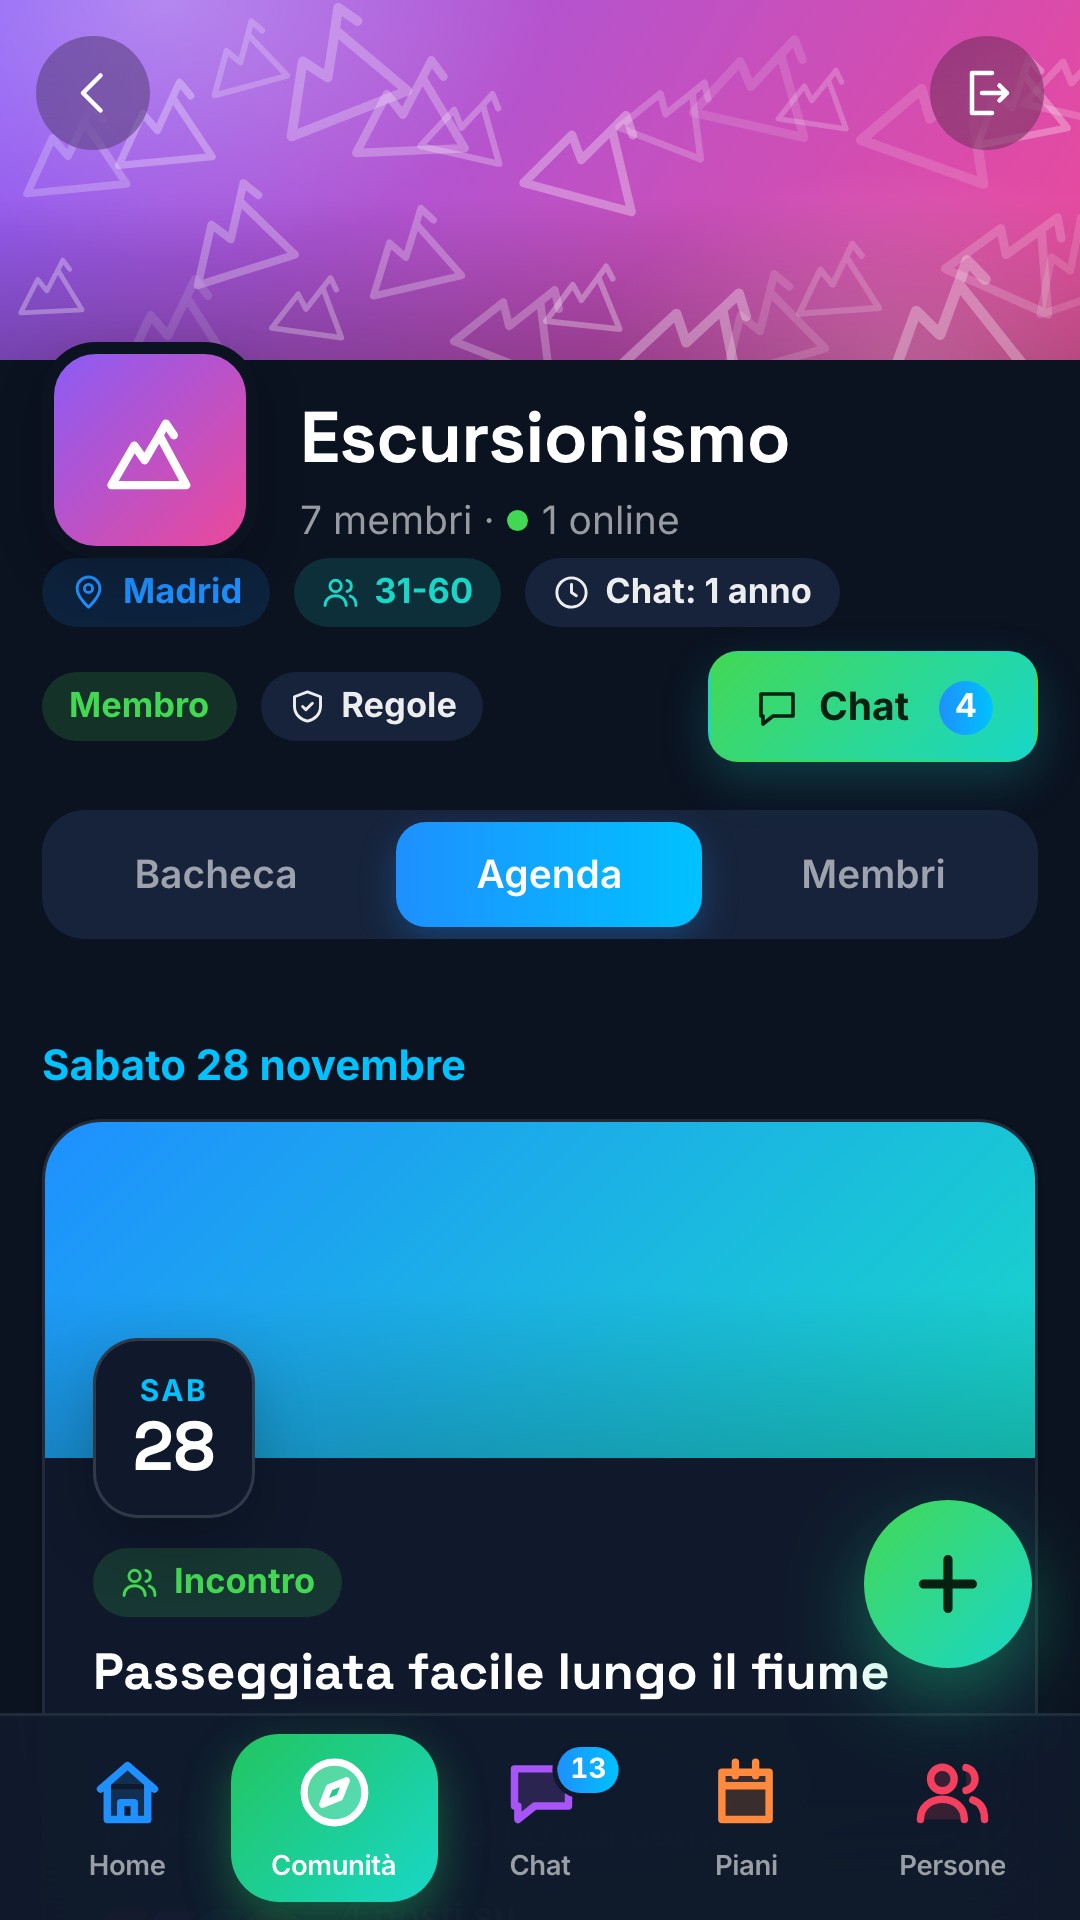 Escursionismo
7 membri · 1 online
Madrid
31-60
Chat: 1 anno
Membro
Regole
Chat
4
Bacheca
Agenda
Membri
Sabato 28 novembre
SAB
28
Incontro
Passeggiata facile lungo il fiume
13
Home
Comunità
Chat
Piani
Persone